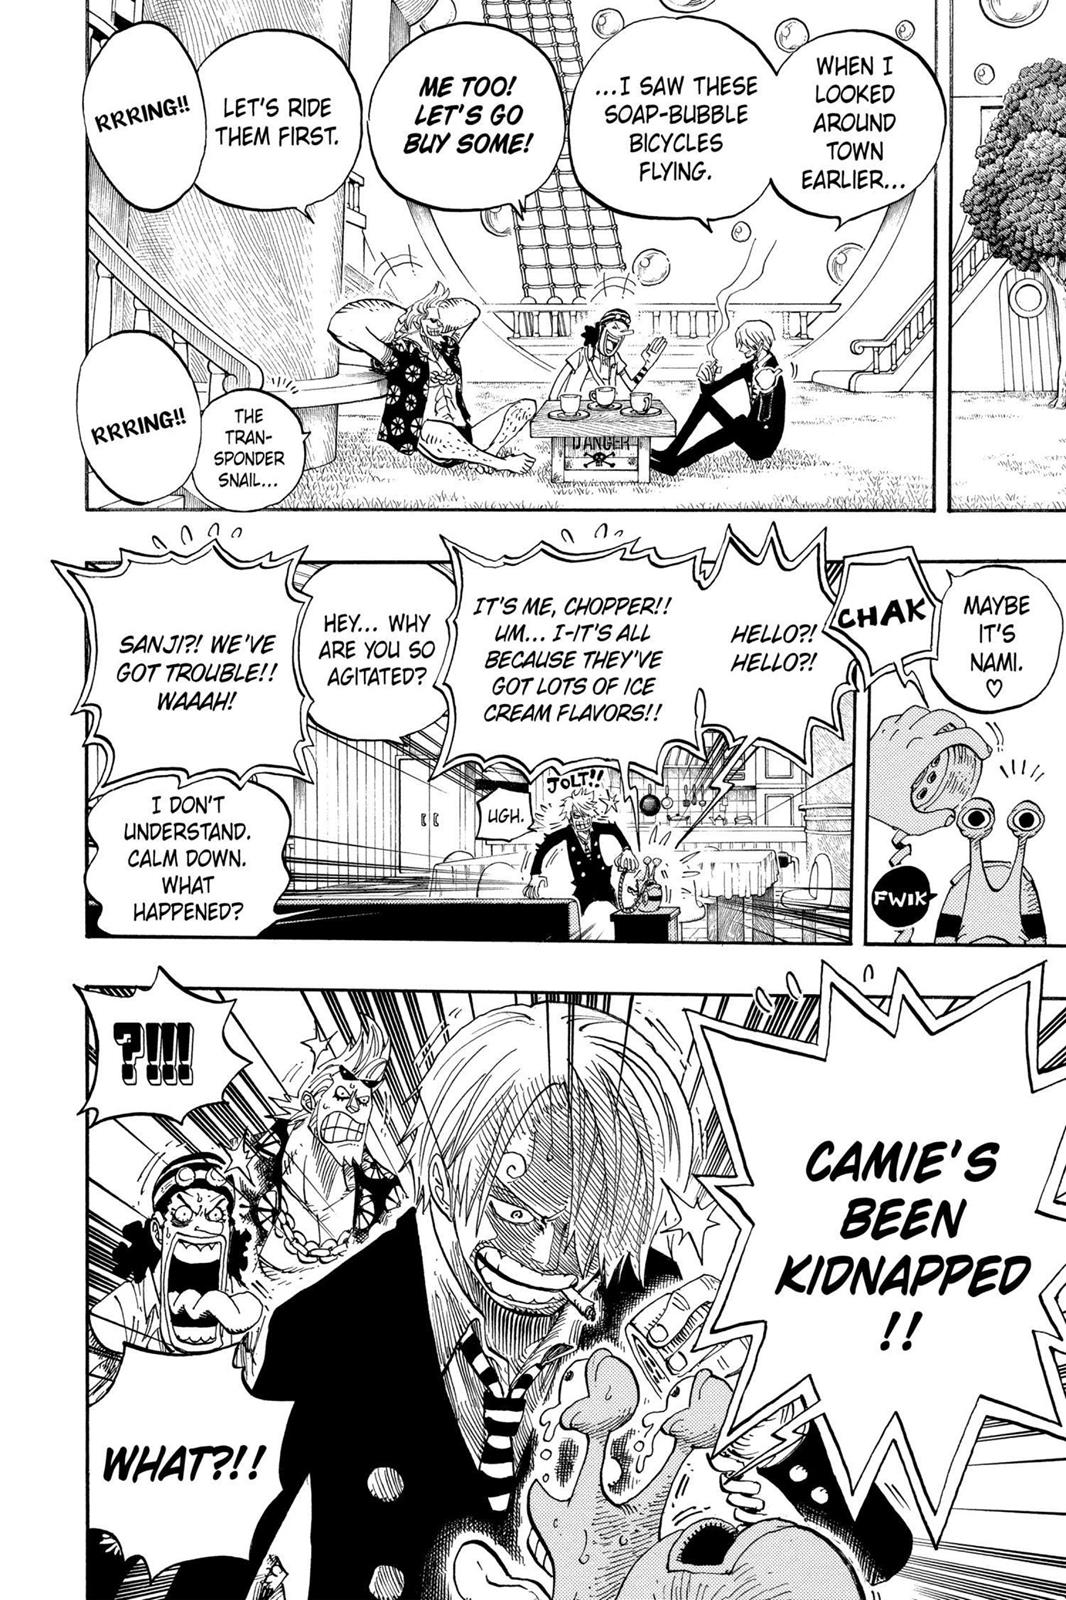 WHEN I
LOOKED
AROUND
TOWN
EARLIER...
...I SAW THESE
SOAP-BUBBLE
BICYCLES
FLYING.
ME TOO!
LET'S GO
BUY SOME!
LET'S RIDE
THEM FIRST.
RRRING!!
RRRING!!
THE
TRAN-
SPONDER
SNAIL...
DANGER
MAYBE
IT'S
NAMI.
♡
CHAK
FWIK
HELLO?!
HELLO?!
IT'S ME, CHOPPER!!
UM... I-IT'S ALL
BECAUSE THEY'VE
GOT LOTS OF ICE
CREAM FLAVORS!!
JOLT!!
UGH.
HEY... WHY
ARE YOU SO
AGITATED?
SANJI?! WE'VE
GOT TROUBLE!!
WAAAH!
I DON'T
UNDERSTAND.
CALM DOWN.
WHAT
HAPPENED?
CAMIE'S
BEEN
KIDNAPPED
!!
?!!!
WHAT?!!